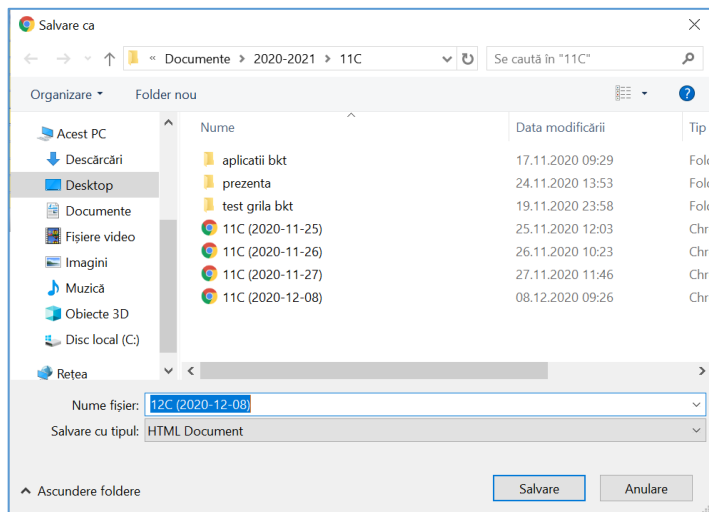 Salvare ca
« Documente > 2020-2021 > 11C
Se caută în "11C"
Organizare
Folder nou
Acest PC
Descărcări
Desktop
Documente
Fișiere video
Imagini
Muzică
Obiecte 3D
Disc local (C:)
Rețea
Nume Data modificării Tip
aplicatii bkt 17.11.2020 09:29 Fol
prezenta 24.11.2020 13:53 Fol
test grila bkt 19.11.2020 23:58 Fol
11C (2020-11-25) 25.11.2020 12:03 Chr
11C (2020-11-26) 26.11.2020 10:23 Chr
11C (2020-11-27) 27.11.2020 11:46 Chr
11C (2020-12-08) 08.12.2020 09:26 Chr
Nume fișier: 12C (2020-12-08)
Salvare cu tipul: HTML Document
Ascundere foldere
Salvare
Anulare